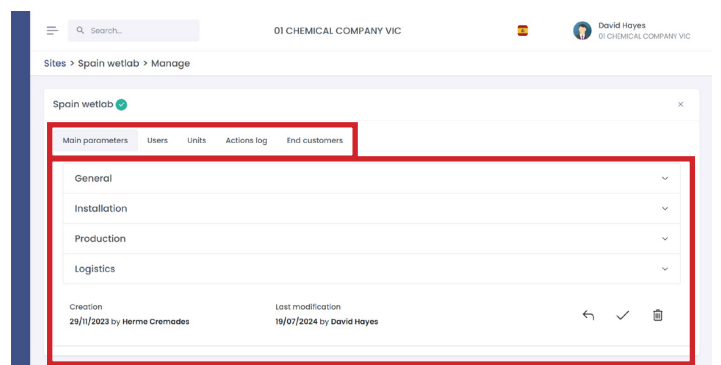 Search... 01 CHEMICAL COMPANY VIC David Hayes
01 CHEMICAL COMPANY VIC
Sites > Spain wetlab > Manage
Spain wetlab
Main parameters Users Units Actions log End customers
General
Installation
Production
Logistics
Creation Last modification
29/11/2023 by Herme Cremades 19/07/2024 by David Hayes